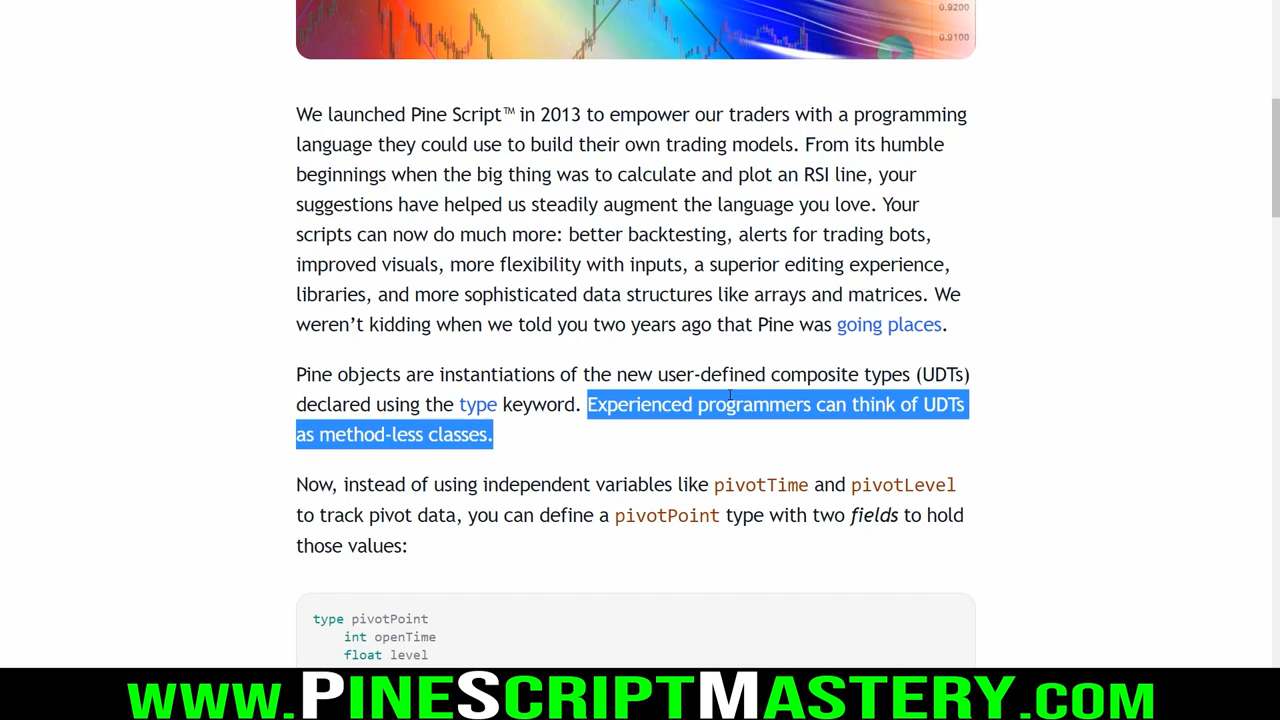 0.9200
0.9100
We launched Pine Script™ in 2013 to empower our traders with a programming
language they could use to build their own trading models. From its humble
beginnings when the big thing was to calculate and plot an RSI line, your
suggestions have helped us steadily augment the language you love. Your
scripts can now do much more: better backtesting, alerts for trading bots,
improved visuals, more flexibility with inputs, a superior editing experience,
libraries, and more sophisticated data structures like arrays and matrices. We
weren’t kidding when we told you two years ago that Pine was going places.
Pine objects are instantiations of the new user-defined composite types (UDTs)
declared using the type keyword. Experienced programmers can think of UDTs
as method-less classes.
Now, instead of using independent variables like pivotTime and pivotLevel
to track pivot data, you can define a pivotPoint type with two fields to hold
those values:
type pivotPoint
int openTime
float level
www.PineScriptMastery.com